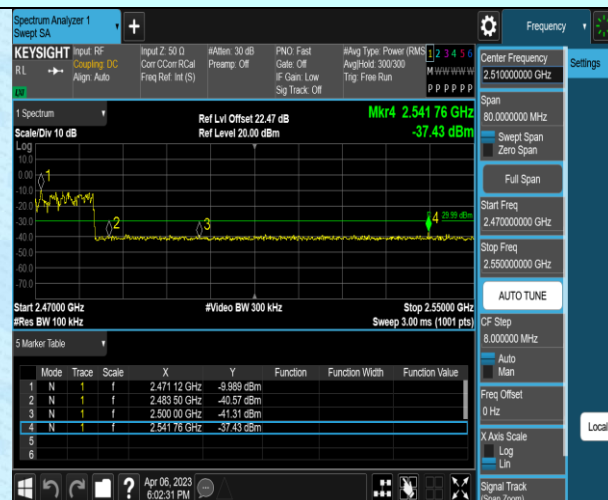 Spectrum Analyzer 1
Swept SA
+
Frequency
KEYSIGHT
RL
Input: RF
Coupling: DC
Align: Auto
Input Z: 50 Ω
Corr CCorr RCal
Freq Ref: Int (S)
#Atten: 30 dB
Preamp: Off
PNO: Fast
Gate: Off
IF Gain: Low
Sig Track: Off
#Avg Type: Power (RMS
Avg|Hold: 300/300
Trig: Free Run
1 2 3 4 5 6
M W W W W W
P P P P P P
Settings
Center Frequency
2.510000000 GHz
Span
80.0000000 MHz
Swept Span
Zero Span
Full Span
Start Freq
2.470000000 GHz
Stop Freq
2.550000000 GHz
AUTO TUNE
CF Step
8.000000 MHz
Auto
Man
Freq Offset
0 Hz
X Axis Scale
Log
Lin
Signal Track
(Span Zoom)
Local
1 Spectrum
Scale/Div 10 dB
Ref Lvl Offset 22.47 dB
Ref Level 20.00 dBm
Mkr4 2.541 76 GHz
-37.43 dBm
Log
10.0
0.00
-10.0
-20.0
-30.0
-40.0
-50.0
-60.0
-70.0
1
2
3
4
29.99 dBm
Start 2.47000 GHz
#Res BW 100 kHz
#Video BW 300 kHz
Stop 2.55000 GHz
Sweep 3.00 ms (1001 pts)
5 Marker Table
Mode Trace Scale X Y Function Function Width Function Value
1 N 1 f 2.471 12 GHz -9.989 dBm
2 N 1 f 2.483 50 GHz -40.57 dBm
3 N 1 f 2.500 00 GHz -41.31 dBm
4 N 1 f 2.541 76 GHz -37.43 dBm
5
6
?
Apr 06, 2023
6:02:31 PM